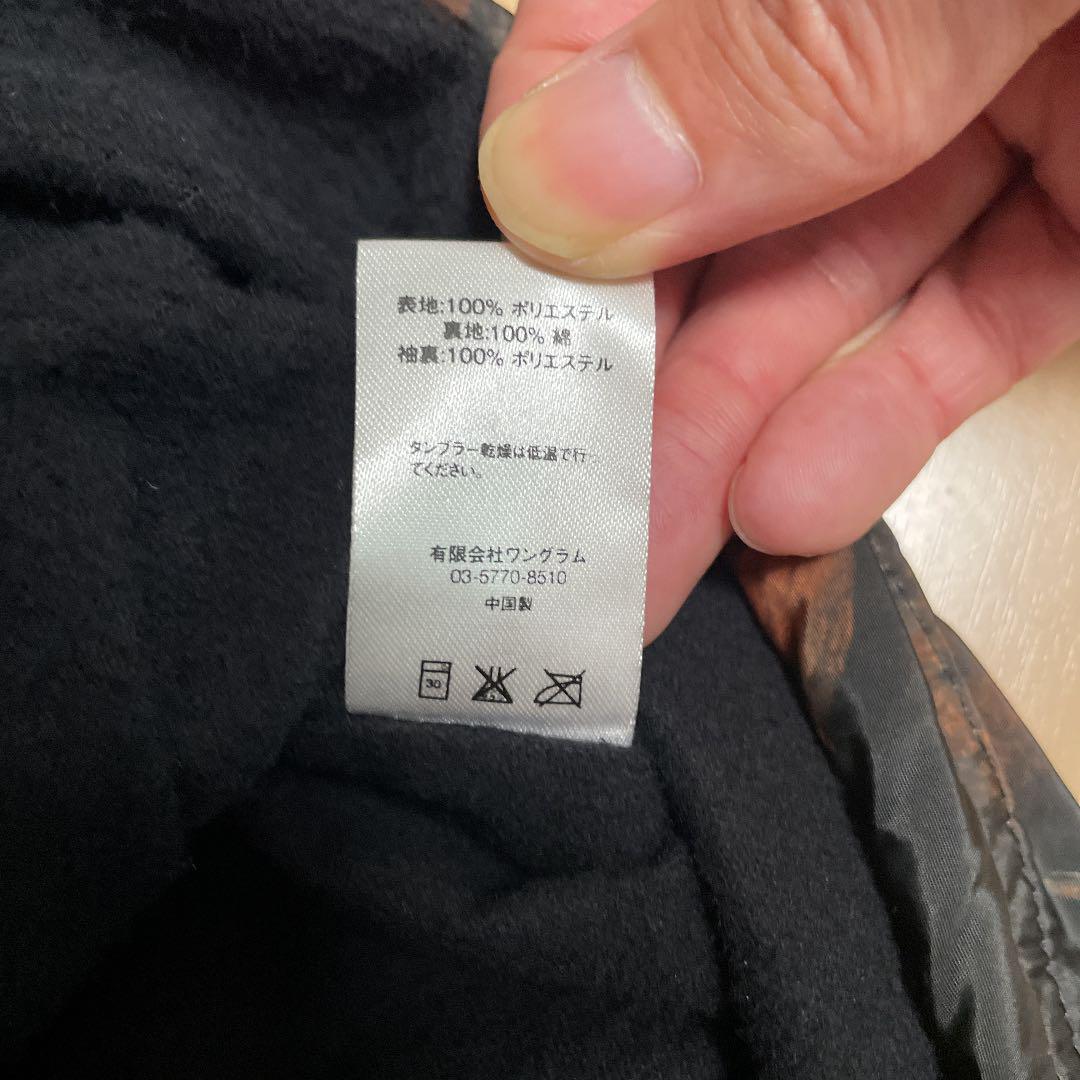 表地:100% ポリエステル
裏地:100% 綿
袖裏:100% ポリエステル
タンブラー乾燥は低温で行っ
てください。
有限会社ワングラム
03-5770-8510
中国製
30